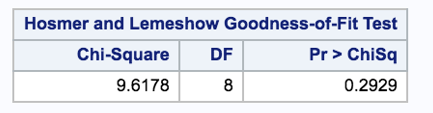 Hosmer and Lemeshow Goodness-of-Fit Test
Chi-Square DF Pr > ChiSq
9.6178 8 0.2929